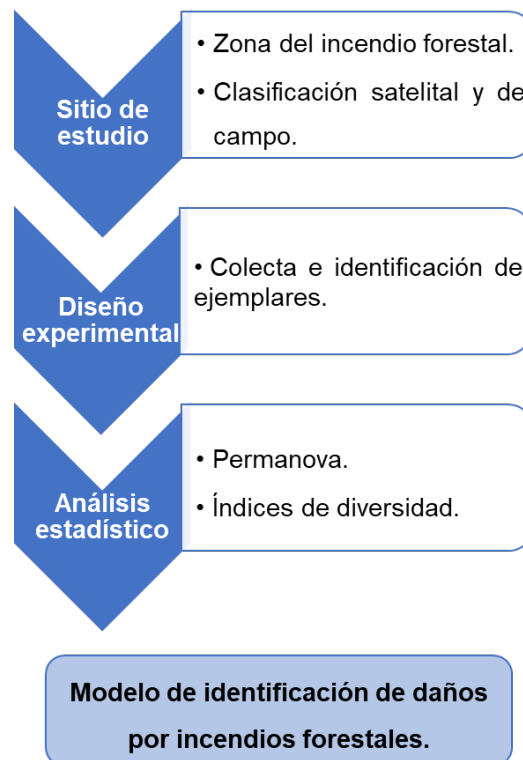 Sitio de
estudio
• Zona del incendio forestal.
• Clasificación satelital y de
campo.
Diseño
experimental
• Colecta e identificación de
ejemplares.
Análisis
estadístico
• Permanova.
• Índices de diversidad.
Modelo de identificación de daños
por incendios forestales.